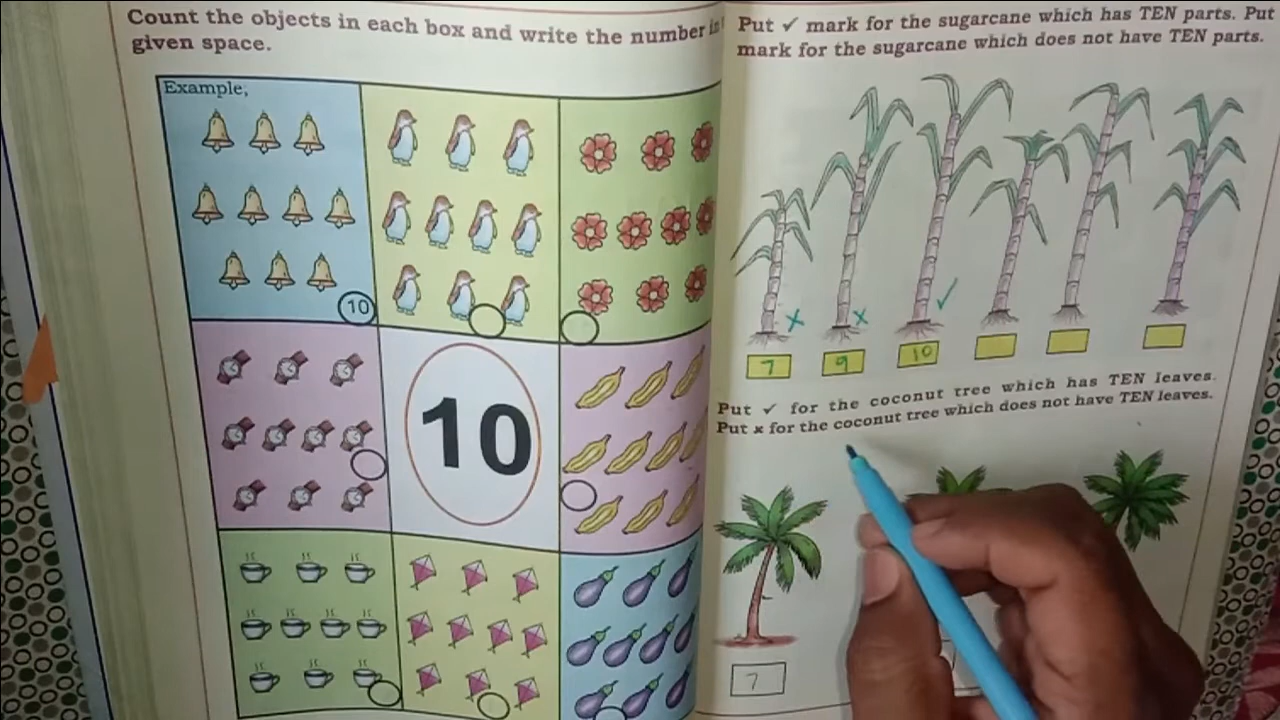 Count the objects in each box and write the number in
given space.
Example,
10
10
Put ✓ mark for the sugarcane which has TEN parts. Put
mark for the sugarcane which does not have TEN parts.
7
9
10
Put ✓ for the coconut tree which has TEN leaves.
Put x for the coconut tree which does not have TEN leaves.
7